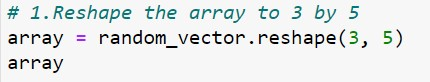 # 1.Reshape the array to 3 by 5
array = random_vector.reshape(3, 5)
array